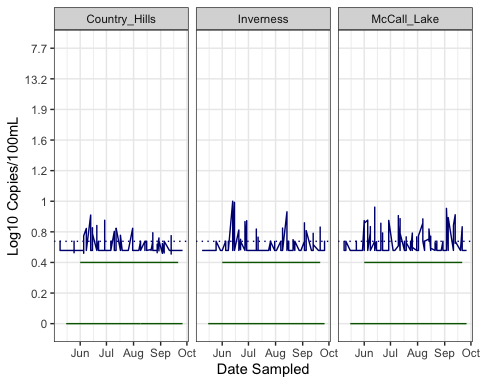 Country_Hills Inverness McCall_Lake
Log10 Copies/100mL
7.7
13.2
1.9
1.6
1.2
1
0.8
0.4
0.2
0
Jun Jul Aug Sep Oct Jun Jul Aug Sep Oct Jun Jul Aug Sep Oct
Date Sampled